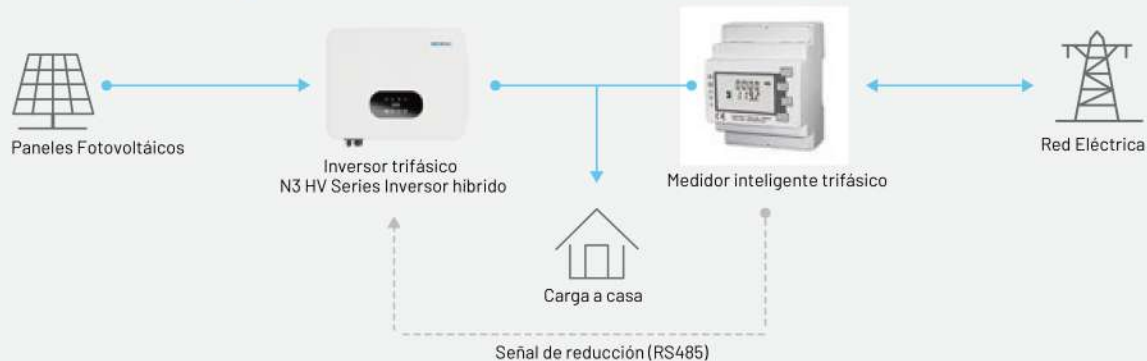 Paneles Fotovoltáicos
Inversor trifásico
N3 HV Series Inversor híbrido
Medidor inteligente trifásico
Red Eléctrica
Carga a casa
Señal de reducción (RS485)